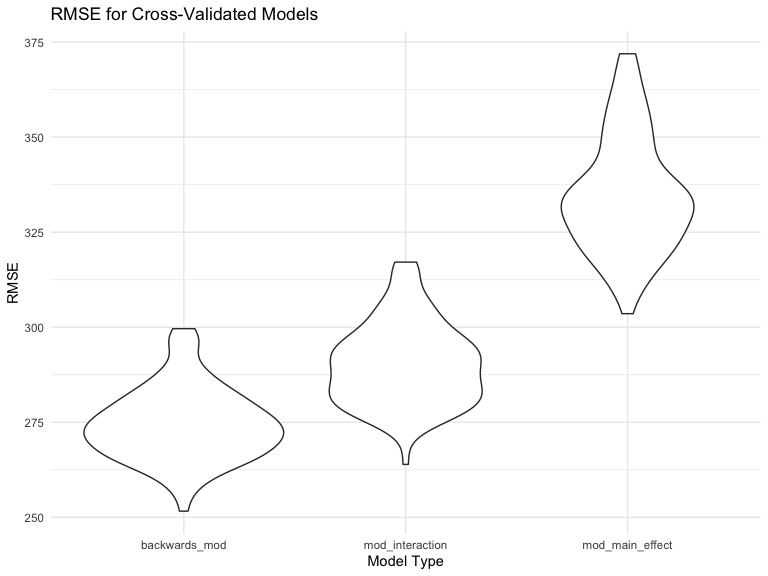 RMSE for Cross-Validated Models
375
350
325
300
275
250
RMSE
backwards_mod
mod_interaction
mod_main_effect
Model Type